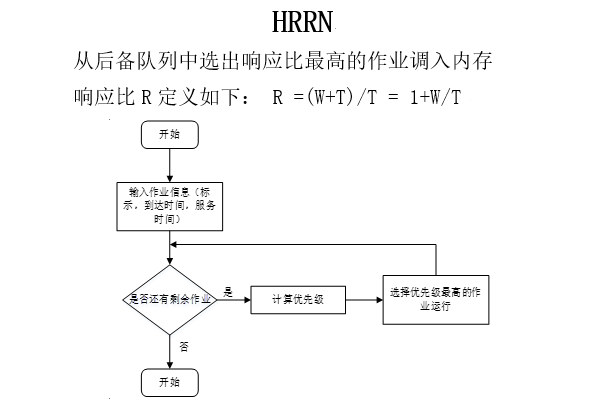 HRRN
从后备队列中选出响应比最高的作业调入内存
响应比 R 定义如下： R =(W+T)/T = 1+W/T
开始
输入作业信息（标
示，到达时间，服务
时间）
是否还有剩余作业
是
计算优先级
选择优先级最高的作
业运行
否
开始